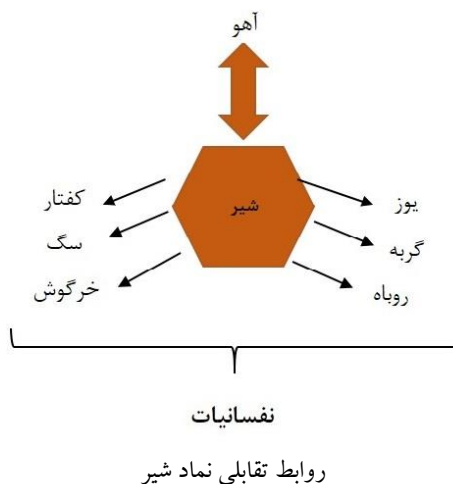 آهو
شیر
یوز
گربه
روباه
کفتار
سگ
خرگوش
نفسانیات
روابط تقابلی نماد شیر